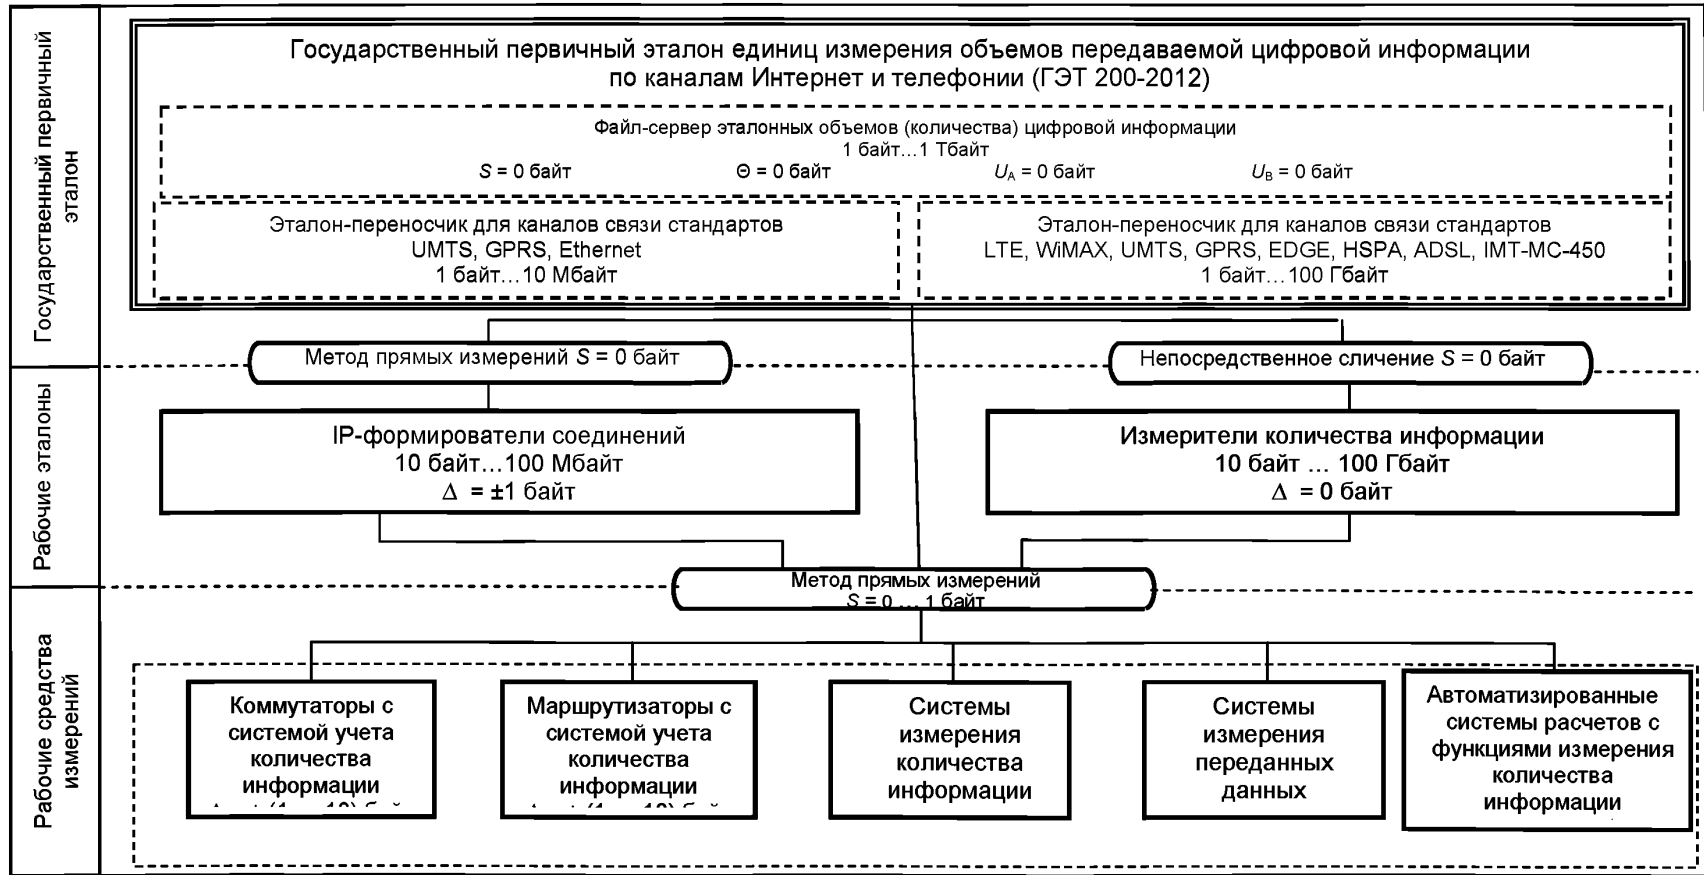 Государственный первичный
эталон
Государственный первичный эталон единиц измерения объемов передаваемой цифровой информации
по каналам Интернет и телефонии (ГЭТ 200-2012)
Файл-сервер эталонных объемов (количества) цифровой информации
1 байт…1 Тбайт
S = 0 байт Θ = 0 байт U_A = 0 байт U_B = 0 байт
Эталон-переносчик для каналов связи стандартов
UMTS, GPRS, Ethernet
1 байт…10 Мбайт
Эталон-переносчик для каналов связи стандартов
LTE, WiMAX, UMTS, GPRS, EDGE, HSPA, ADSL, IMT-MC-450
1 байт…100 Гбайт
Метод прямых измерений S = 0 байт
Непосредственное сличение S = 0 байт
Рабочие эталоны
IP-формирователи соединений
10 байт…100 Мбайт
Δ = ±1 байт
Измерители количества информации
10 байт … 100 Гбайт
Δ = 0 байт
Метод прямых измерений
S = 0 … 1 байт
Рабочие средства
измерений
Коммутаторы с
системой учета
количества
информации
Маршрутизаторы с
системой учета
количества
информации
Системы
измерения
количества
информации
Системы
измерения
переданных
данных
Автоматизированные
системы расчетов с
функциями измерения
количества
информации